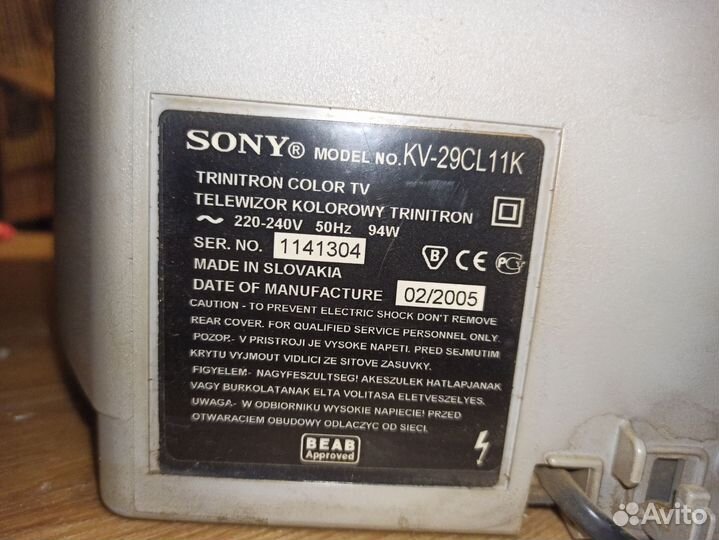 SONY® MODEL NO. KV-29CL11K
TRINITRON COLOR TV
TELEWIZOR KOLOROWY TRINITRON
~ 220-240V 50Hz 94W
SER. NO. 1141304
MADE IN SLOVAKIA
DATE OF MANUFACTURE 02/2005
B CE PC
CAUTION - TO PREVENT ELECTRIC SHOCK DON'T REMOVE
REAR COVER. FOR QUALIFIED SERVICE PERSONNEL ONLY.
POZOR.- V PRISTROJI JE VYSOKE NAPETI. PRED SEJMUTIM
KRYTU VYJMOUT VIDLICI ZE SITOVE ZASUVKY.
FIGYELEM:- NAGYFESZULTSEG! AKESZULEK HATLAPJANAK
VAGY BURKOLATANAK ELTA VOLITASA ELETVESZELYES.
UWAGA.- W ODBIORNIKU WYSOKIE NAPIECIE! PRZED
OTWARACIEM OBUDOWY ODLACZYC OD SIECI.
BEAB
Approved
Avito